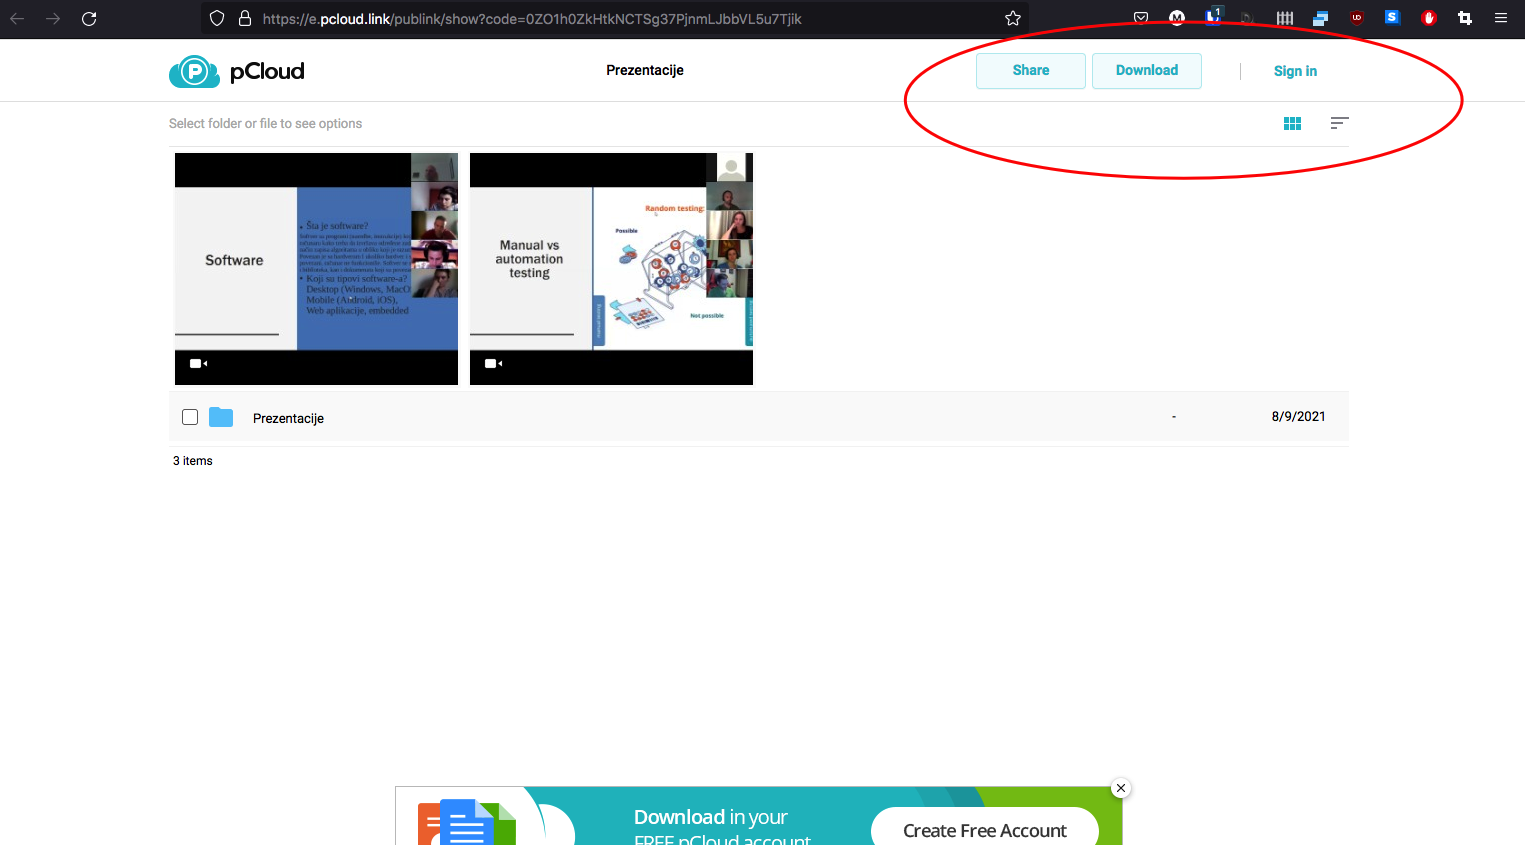 https://e.pcloud.link/publink/show?code=0ZO1h0ZkHtkNCTSg37PjnmLJbbVL5u7Tjik
1
pCloud
Prezentacije
Share
Download
Sign in
Select folder or file to see options
Software
• Šta je software?
• Koji su tipovi software-a?
Desktop (Windows, MacO
Mobile (Android, iOS),
Web aplikacije, embedded
Manual vs
automation
testing
Random testing:
Possible
Not possible
Prezentacije
-
8/9/2021
3 items
Download in your
FREE pCloud account
Create Free Account